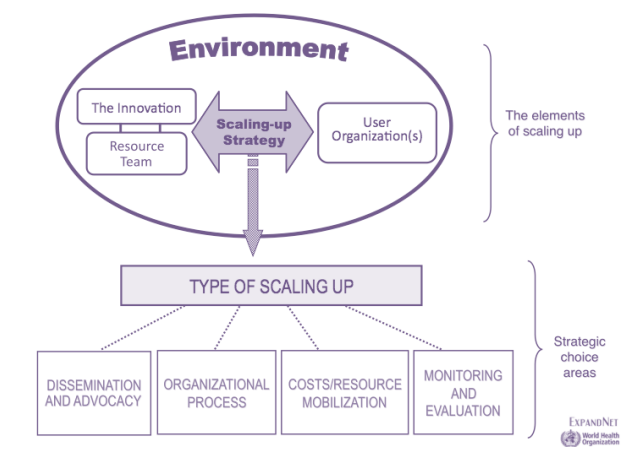 Environment
The Innovation
Resource
Team
Scaling-up
Strategy
User
Organization(s)
The elements
of scaling up
TYPE OF SCALING UP
DISSEMINATION
AND ADVOCACY
ORGANIZATIONAL
PROCESS
COSTS/RESOURCE
MOBILIZATION
MONITORING
AND
EVALUATION
Strategic
choice
areas
EXPANDNET
World Health
Organization